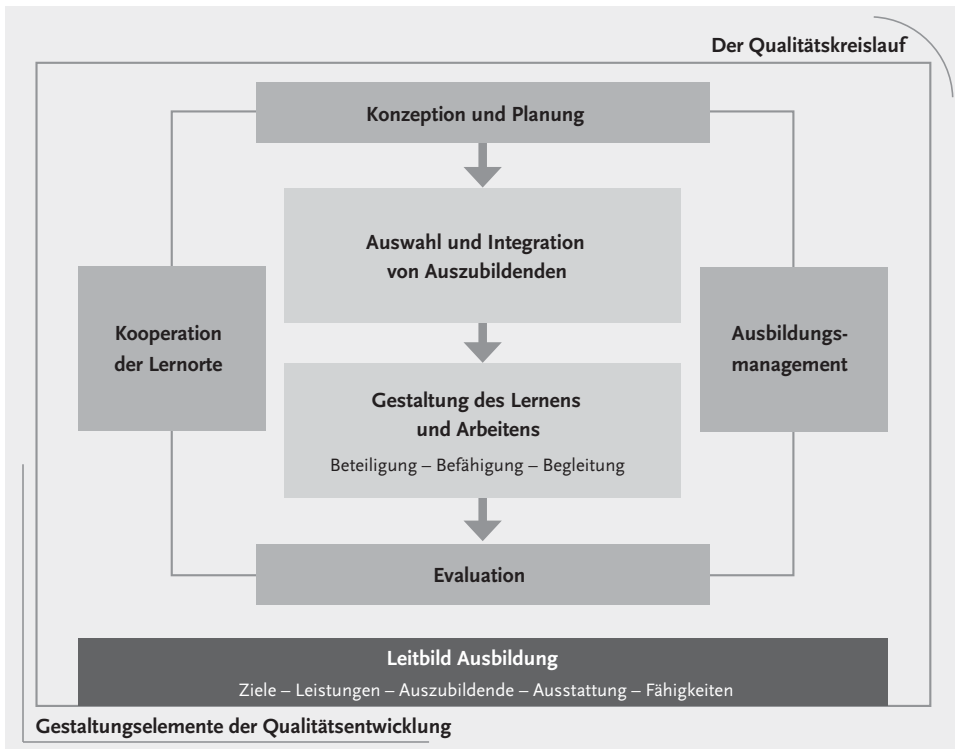 Der Qualitätskreislauf
Konzeption und Planung
Auswahl und Integration
von Auszubildenden
Kooperation
der Lernorte
Ausbildungs-
management
Gestaltung des Lernens
und Arbeitens
Beteiligung – Befähigung – Begleitung
Evaluation
Leitbild Ausbildung
Ziele – Leistungen – Auszubildende – Ausstattung – Fähigkeiten
Gestaltungselemente der Qualitätsentwicklung